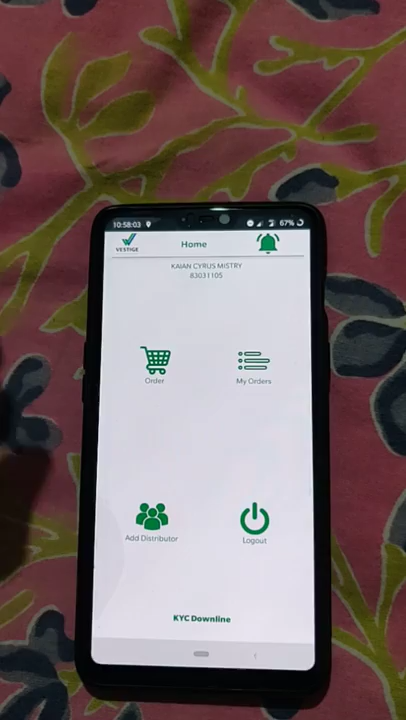 10:58:03
67%
VESTIGE
Home
KAIAN CYRUS MISTRY
83031105
Order
My Orders
Add Distributor
Logout
KYC Downline